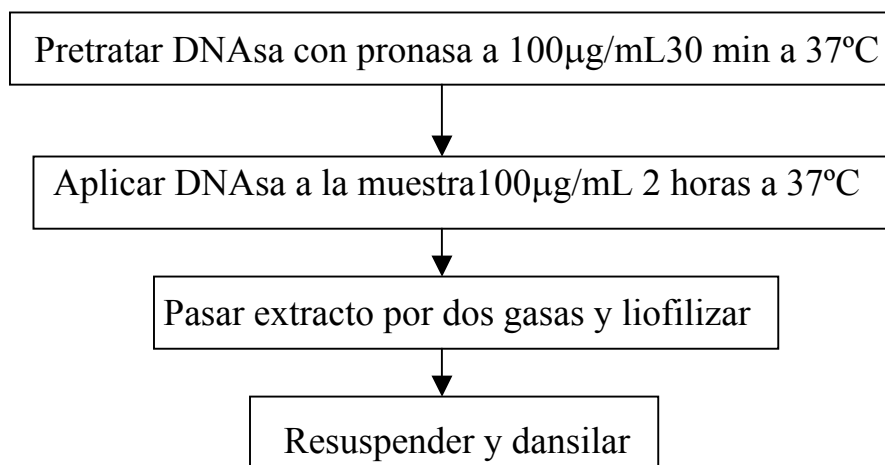 Pretratar DNAsa con pronasa a 100μg/mL30 min a 37ºC
Aplicar DNAsa a la muestra100μg/mL 2 horas a 37ºC
Pasar extracto por dos gasas y liofilizar
Resuspender y dansilar